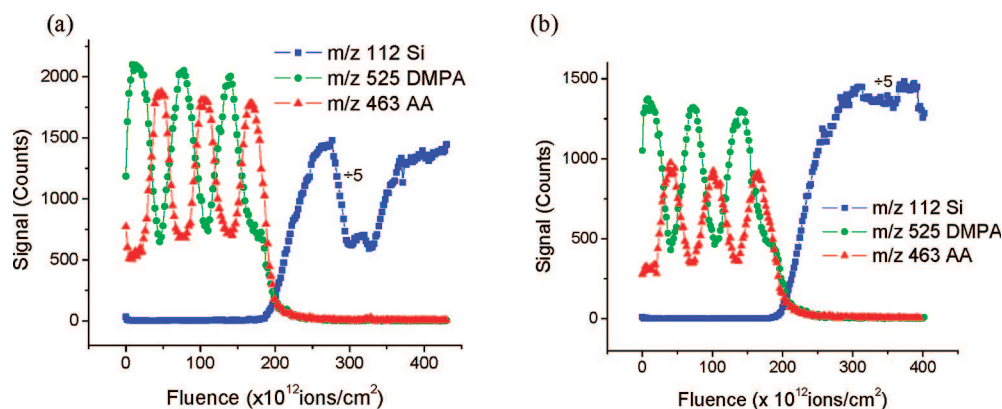 (a)
m/z 112 Si
m/z 525 DMPA
m/z 463 AA
÷5
2000
1500
1000
500
0
Signal (Counts)
0 100 200 300 400
Fluence (x10¹²ions/cm²)
(b)
÷5
m/z 112 Si
m/z 525 DMPA
m/z 463 AA
1500
1000
500
0
Signal (Counts)
0 100 200 300 400
Fluence (x 10¹²ions/cm²)